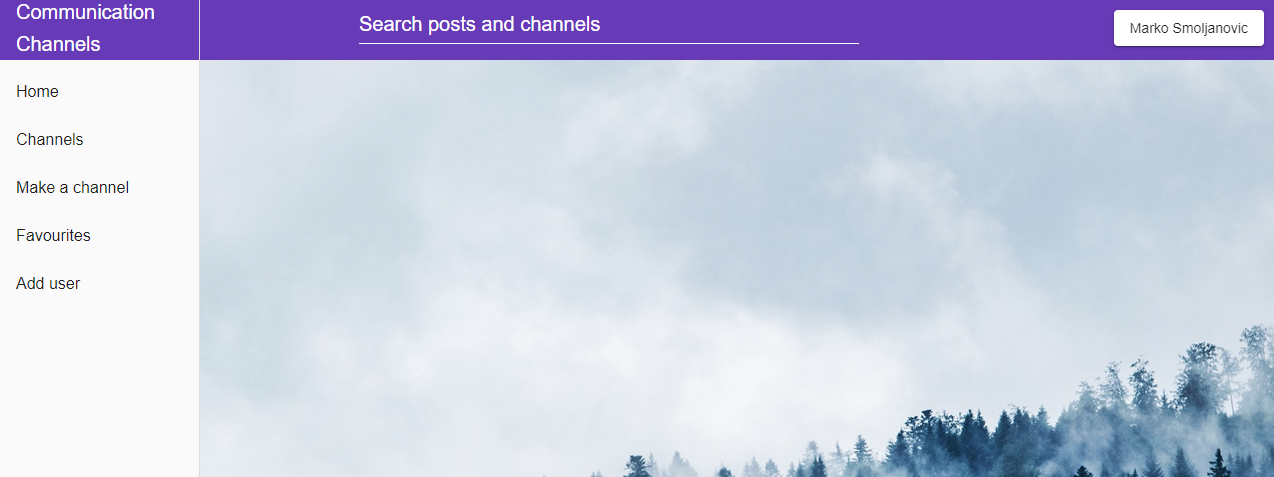 Communication
Channels
Search posts and channels
Marko Smoljanovic
Home
Channels
Make a channel
Favourites
Add user